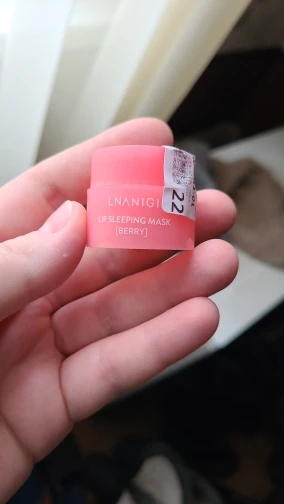 LNANIGI
LIP SLEEPING MASK
[BERRY]
22